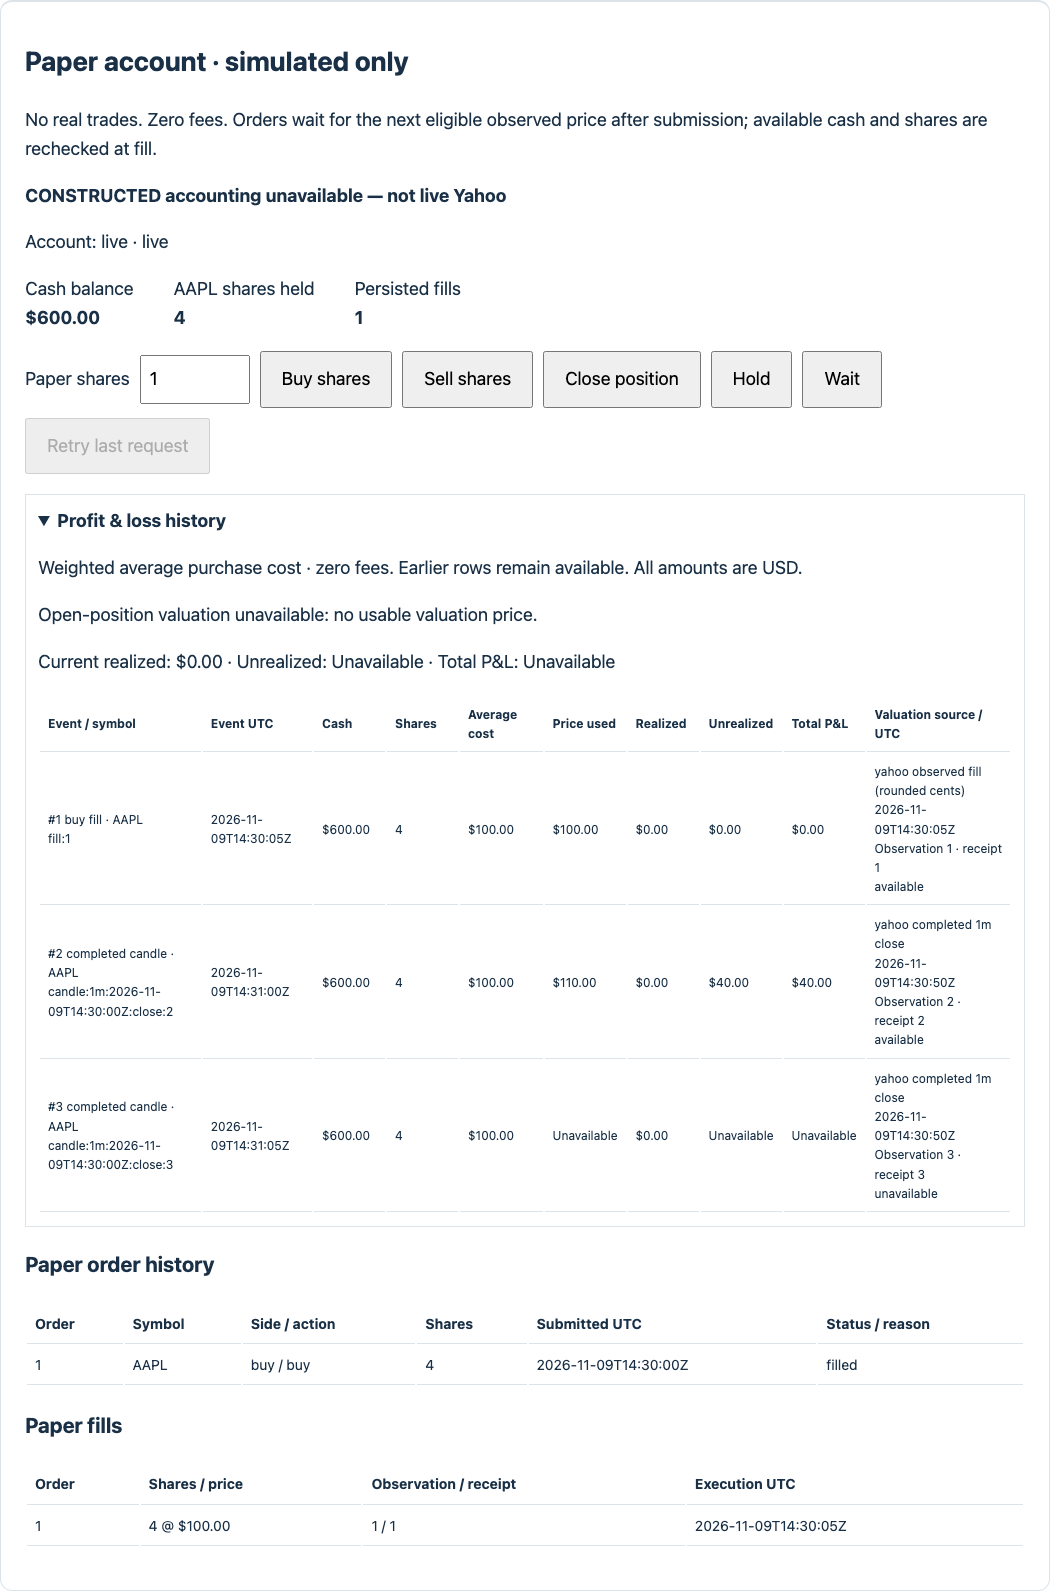 Paper account · simulated only
No real trades. Zero fees. Orders wait for the next eligible observed price after submission; available cash and shares are
rechecked at fill.
CONSTRUCTED accounting unavailable — not live Yahoo
Account: live · live
Cash balance AAPL shares held Persisted fills
$600.00 4 1
Paper shares 1 Buy shares Sell shares Close position Hold Wait
Retry last request
▼ Profit & loss history
Weighted average purchase cost · zero fees. Earlier rows remain available. All amounts are USD.
Open-position valuation unavailable: no usable valuation price.
Current realized: $0.00 · Unrealized: Unavailable · Total P&L: Unavailable
Event / symbol Event UTC Cash Shares Average cost Price used Realized Unrealized Total P&L Valuation source / UTC
#1 buy fill · AAPL
fill:1
2026-11-
09T14:30:05Z
$600.00 4 $100.00 $100.00 $0.00 $0.00 $0.00
yahoo observed fill
(rounded cents)
2026-11-
09T14:30:05Z
Observation 1 · receipt
1
available
#2 completed candle ·
AAPL
candle:1m:2026-11-
09T14:30:00Z:close:2
2026-11-
09T14:31:00Z
$600.00 4 $100.00 $110.00 $0.00 $40.00 $40.00
yahoo completed 1m
close
2026-11-
09T14:30:50Z
Observation 2 ·
receipt 2
available
#3 completed candle ·
AAPL
candle:1m:2026-11-
09T14:30:00Z:close:3
2026-11-
09T14:31:05Z
$600.00 4 $100.00 Unavailable $0.00 Unavailable Unavailable
yahoo completed 1m
close
2026-11-
09T14:30:50Z
Observation 3 ·
receipt 3
unavailable
Paper order history
Order Symbol Side / action Shares Submitted UTC Status / reason
1 AAPL buy / buy 4 2026-11-09T14:30:00Z filled
Paper fills
Order Shares / price Observation / receipt Execution UTC
1 4 @ $100.00 1 / 1 2026-11-09T14:30:05Z